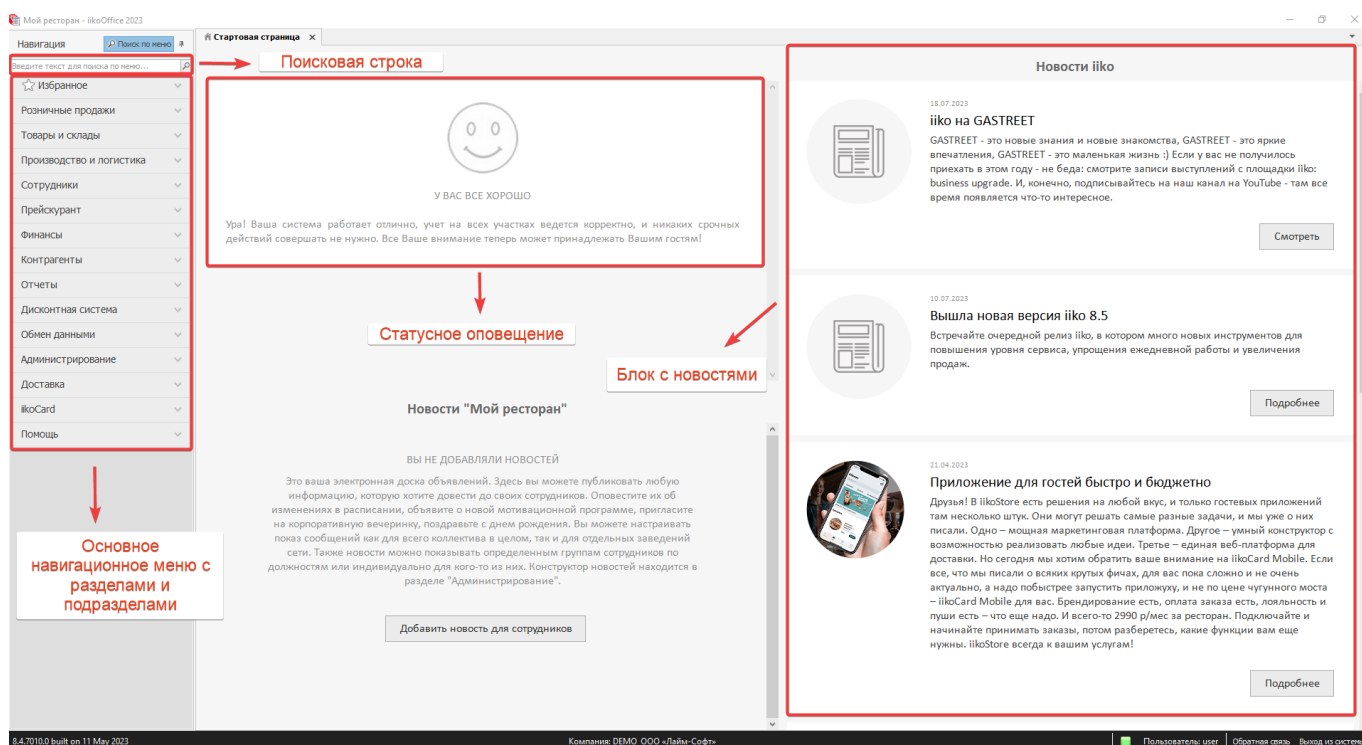 Мой ресторан - iikoOffice 2023
Навигация
Поиск по меню
Стартовая страница
Введите текст для поиска по меню...
Поисковая строка
Избранное
Розничные продажи
Товары и склады
Производство и логистика
Сотрудники
Прейскурант
Финансы
Контрагенты
Отчеты
Дисконтная система
Обмен данными
Администрирование
Доставка
iikoCard
Помощь
Основное
навигационное меню с
разделами и
подразделами
У ВАС ВСЕ ХОРОШО
Ура! Ваша система работает отлично, учет на всех участках ведется корректно, и никаких срочных
действий совершать не нужно. Все Ваше внимание теперь может принадлежать Вашим гостям!
Статусное оповещение
Блок с новостями
Новости "Мой ресторан"
ВЫ НЕ ДОБАВЛЯЛИ НОВОСТЕЙ
Это ваша электронная доска объявлений. Здесь вы можете публиковать любую
информацию, которую хотите довести до своих сотрудников. Оповестите их об
изменениях в расписании, объявите о новой мотивационной программе, пригласите
на корпоративную вечеринку, поздравьте с днем рождения. Вы можете настраивать
показ сообщений как для всего коллектива в целом, так и для отдельных заведений
сети. Также новости можно показывать определенным группам сотрудников по
должностям или индивидуально для кого-то из них. Конструктор новостей находится в
разделе "Администрирование".
Добавить новость для сотрудников
Новости iiko
18.07.2023
iiko на GASTREET
GASTREET - это новые знания и новые знакомства, GASTREET - это яркие
впечатления, GASTREET - это маленькая жизнь :) Если у вас не получилось
приехать в этом году - не беда: смотрите записи выступлений с площадки iiko:
business upgrade. И, конечно, подписывайтесь на наш канал на YouTube - там все
время появляется что-то интересное.
Смотреть
10.07.2023
Вышла новая версия iiko 8.5
Встречайте очередной релиз iiko, в котором много новых инструментов для
повышения уровня сервиса, упрощения ежедневной работы и увеличения
продаж.
Подробнее
21.04.2023
Приложение для гостей быстро и бюджетно
Друзья! В iikoStore есть решения на любой вкус, и только гостевых приложений
там несколько штук. Они могут решать самые разные задачи, и мы уже о них
писали. Одно – мощная маркетинговая платформа. Другое – умный конструктор с
возможностью реализовать любые идеи. Третье – единая веб-платформа для
доставки. Но сегодня мы хотим обратить ваше внимание на iikoCard Mobile. Если
все, что мы писали о всяких крутых фичах, для вас пока сложно и не очень
актуально, а надо побыстрее запустить приложуху, и не по цене чугунного моста
– iikoCard Mobile для вас. Брендирование есть, оплата заказа есть, лояльность и
пуши есть – что еще надо. И всего-то 2990 р/мес за ресторан. Подключайте и
начинайте принимать заказы, потом разберетесь, какие функции вам еще
нужны. iikoStore всегда к вашим услугам!
Подробнее
8.4.7010.0 built on 11 May 2023
Компания: DEMO ООО «Лайм-Софт»
Пользователь: user
Обратная связь
Выход из системы